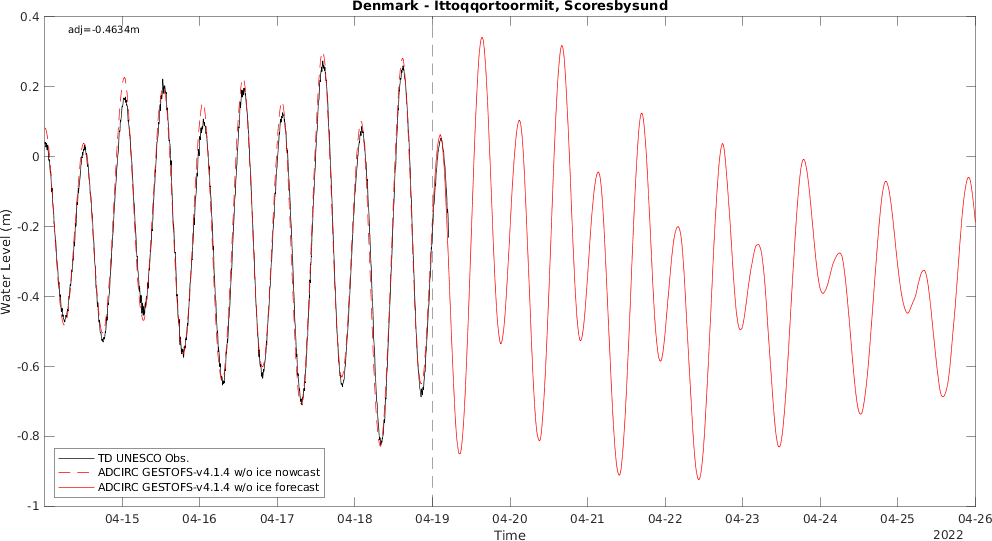 Denmark - Ittoqqortoormiit, Scoresbysund
adj=-0.4634m
0.4
0.2
0
-0.2
-0.4
-0.6
-0.8
-1
Water Level (m)
TD UNESCO Obs.
ADCIRC GESTOFS-v4.1.4 w/o ice nowcast
ADCIRC GESTOFS-v4.1.4 w/o ice forecast
04-15 04-16 04-17 04-18 04-19 04-20 04-21 04-22 04-23 04-24 04-25 04-26
Time
2022